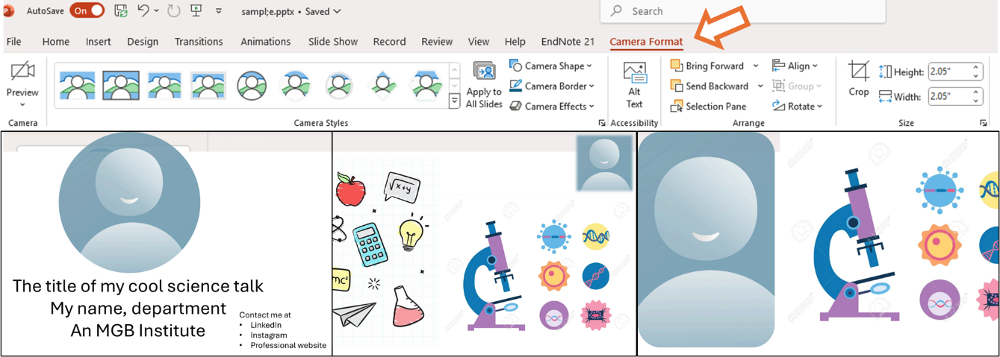 AutoSave On sampl;e.pptx • Saved Search
File Home Insert Design Transitions Animations Slide Show Record Review View Help EndNote 21 Camera Format
Preview
Camera
Camera Styles
Apply to
All Slides
Camera Shape
Camera Border
Camera Effects
Alt
Text
Accessibility
Bring Forward
Send Backward
Selection Pane
Align
Group
Rotate
Arrange
Crop
Height: 2.05"
Width: 2.05"
Size
The title of my cool science talk
My name, department
An MGB Institute
Contact me at
• LinkedIn
• Instagram
• Professional website
√x+y
mc²